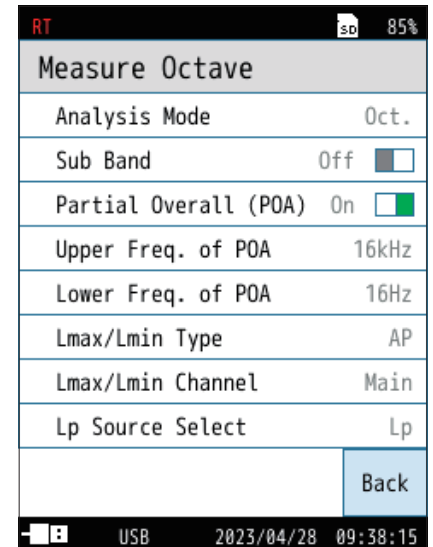 RT SD 85%
Measure Octave
Analysis Mode Oct.
Sub Band Off
Partial Overall (POA) On
Upper Freq. of POA 16kHz
Lower Freq. of POA 16Hz
Lmax/Lmin Type AP
Lmax/Lmin Channel Main
Lp Source Select Lp
Back
USB 2023/04/28 09:38:15